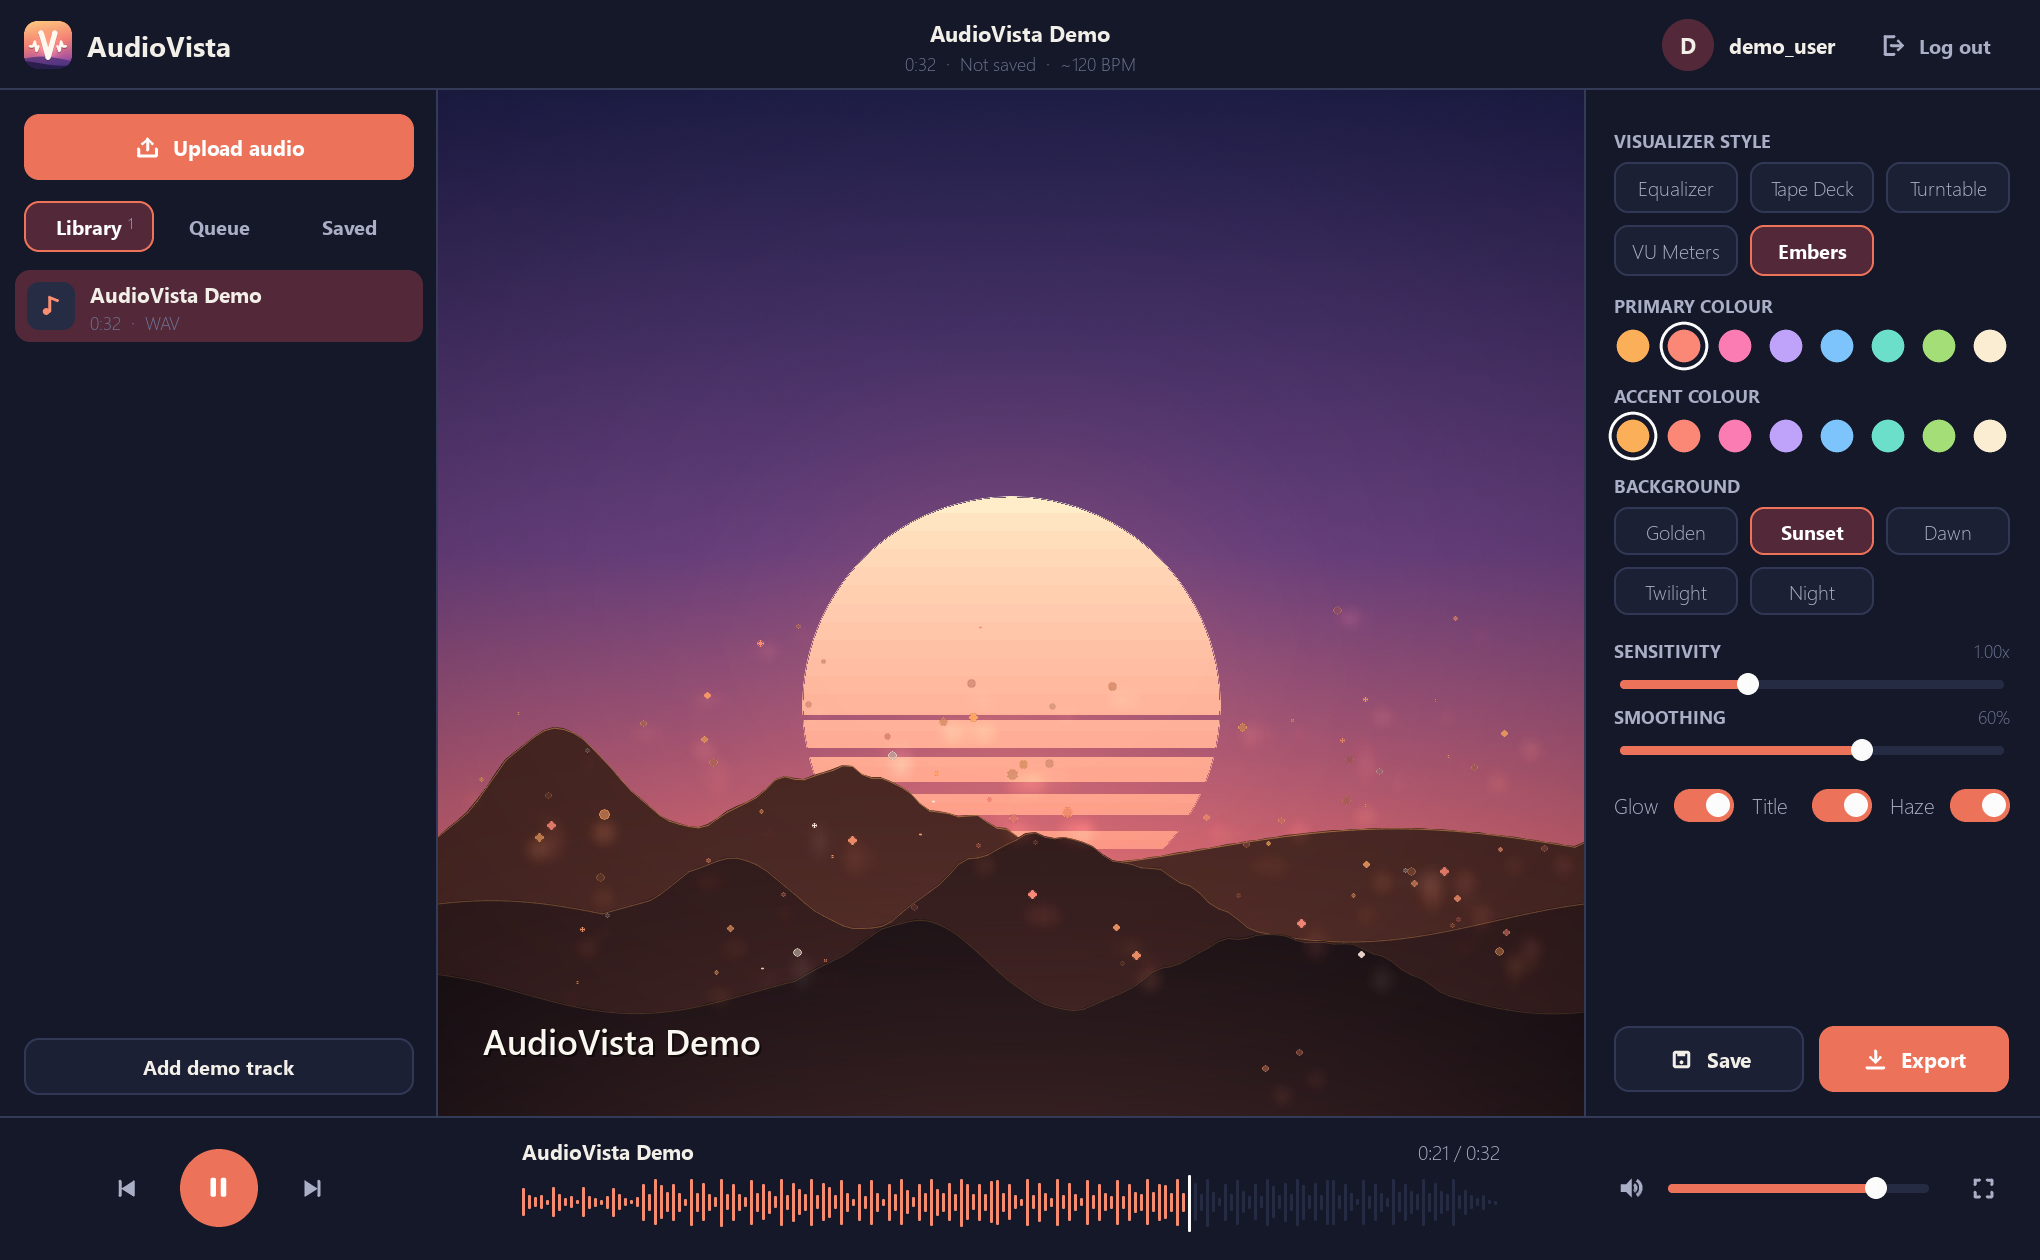 AudioVista
AudioVista Demo
0:32 · Not saved · ~120 BPM
D demo_user Log out
Upload audio
Library 1 Queue Saved
AudioVista Demo
0:32 · WAV
Add demo track
AudioVista Demo
VISUALIZER STYLE
Equalizer Tape Deck Turntable
VU Meters Embers
PRIMARY COLOUR
ACCENT COLOUR
BACKGROUND
Golden Sunset Dawn
Twilight Night
SENSITIVITY 1.00x
SMOOTHING 60%
Glow Title Haze
Save Export
AudioVista Demo 0:21 / 0:32